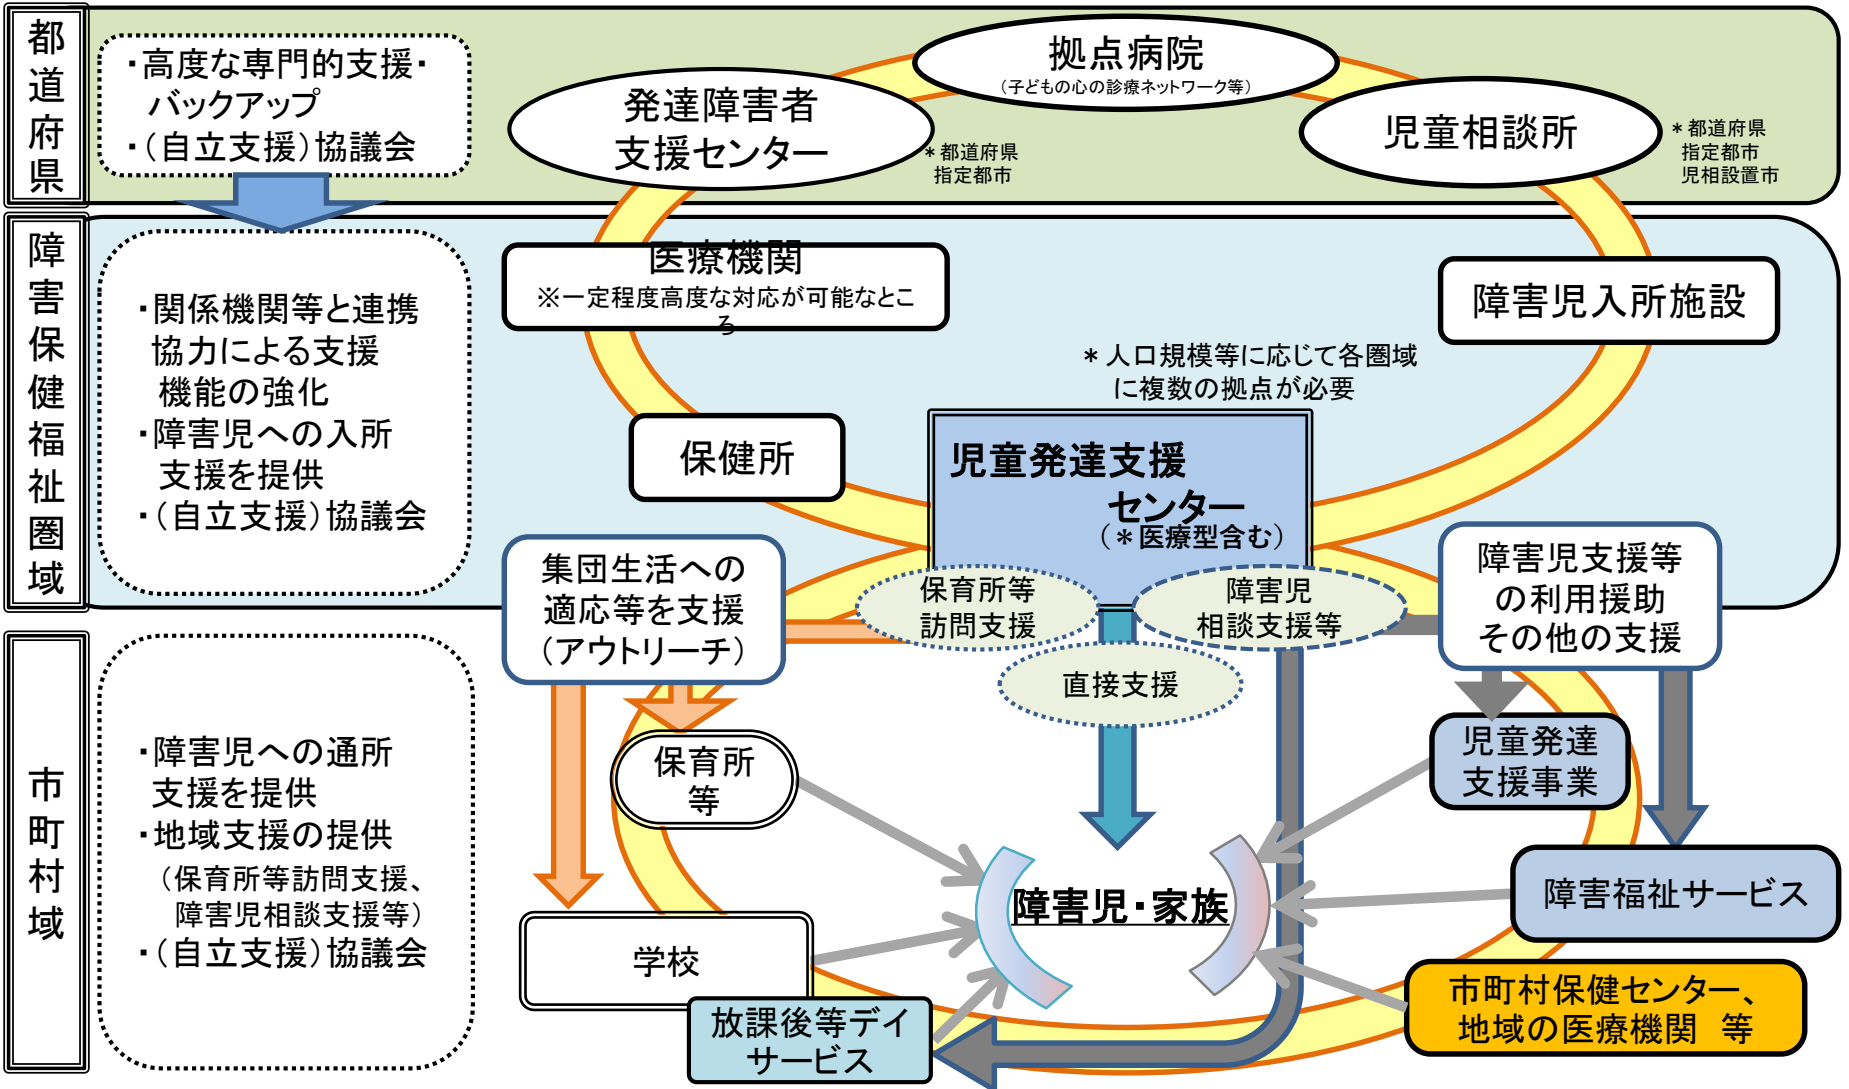 都道府県
・高度な専門的支援・
バックアップ
・(自立支援)協議会
拠点病院
(子どもの心の診療ネットワーク等)
発達障害者
支援センター
＊都道府県
指定都市
児童相談所
＊都道府県
指定都市
児相設置市
障害保健福祉圏域
・関係機関等と連携
協力による支援
機能の強化
・障害児への入所
支援を提供
・(自立支援)協議会
医療機関
※一定程度高度な対応が可能なとこ
ろ
障害児入所施設
＊人口規模等に応じて各圏域
に複数の拠点が必要
保健所
児童発達支援
センター
(＊医療型含む)
集団生活への
適応等を支援
(アウトリーチ)
保育所等
訪問支援
障害児
相談支援等
直接支援
障害児支援等
の利用援助
その他の支援
市町村域
・障害児への通所
支援を提供
・地域支援の提供
(保育所等訪問支援、
障害児相談支援等)
・(自立支援)協議会
保育所
等
児童発達
支援事業
障害児・家族
障害福祉サービス
学校
放課後等デイ
サービス
市町村保健センター、
地域の医療機関 等